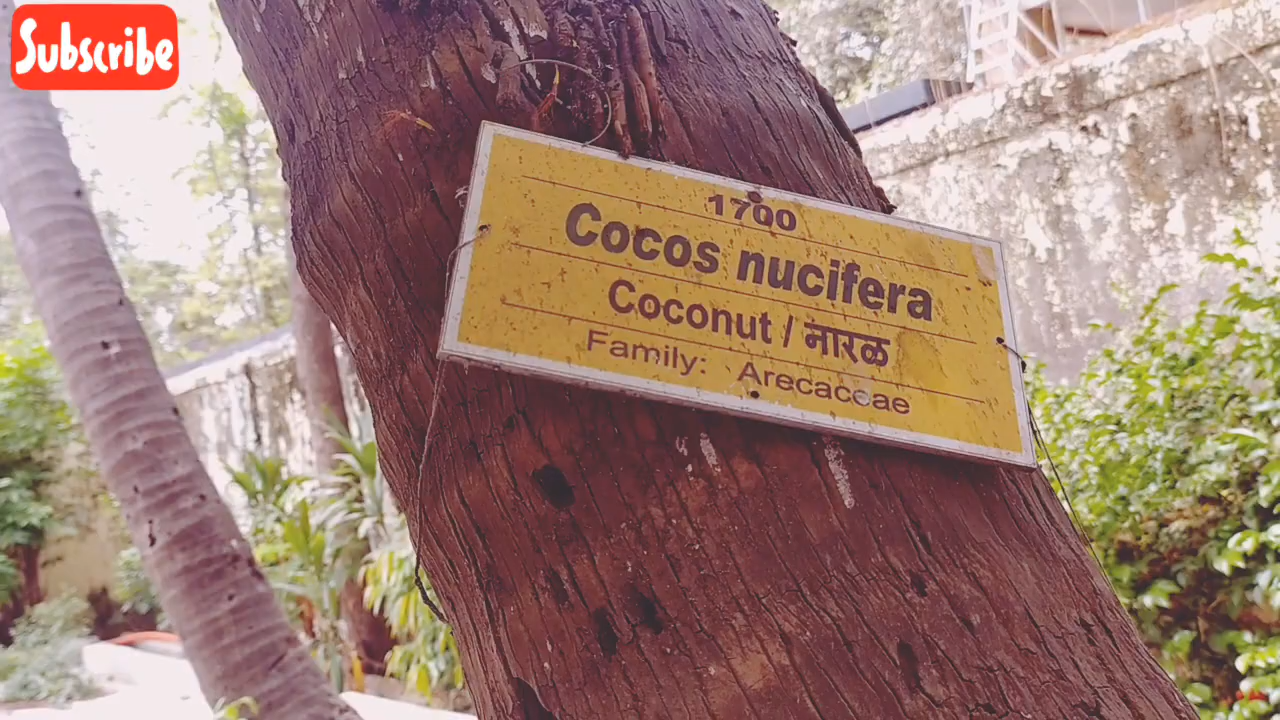 Subscribe
1700
Cocos nucifera
Coconut / नारळ
Family: Arecaceae